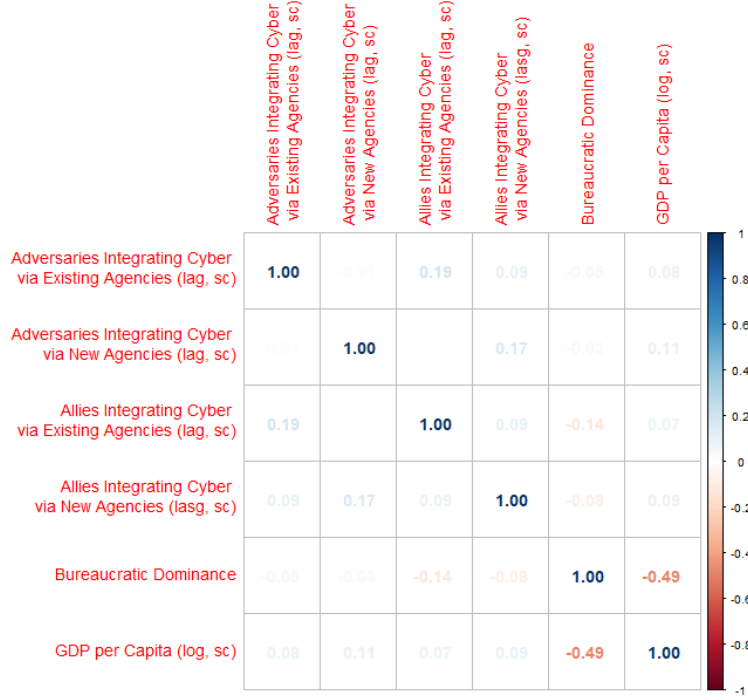 Adversaries Integrating Cyber
via Existing Agencies (lag, sc)
Adversaries Integrating Cyber
via New Agencies (lag, sc)
Allies Integrating Cyber
via Existing Agencies (lag, sc)
Allies Integrating Cyber
via New Agencies (lasg, sc)
Bureaucratic Dominance
GDP per Capita (log, sc)
Adversaries Integrating Cyber
via Existing Agencies (lag, sc)
1.00 -0.01 0.19 0.09 -0.05 0.08
Adversaries Integrating Cyber
via New Agencies (lag, sc)
-0.01 1.00 0.17 -0.03 0.11
Allies Integrating Cyber
via Existing Agencies (lag, sc)
0.19 1.00 0.09 -0.14 0.07
Allies Integrating Cyber
via New Agencies (lasg, sc)
0.09 0.17 0.09 1.00 -0.08 0.09
Bureaucratic Dominance
-0.05 -0.03 -0.14 -0.08 1.00 -0.49
GDP per Capita (log, sc)
0.08 0.11 0.07 0.09 -0.49 1.00
1
0.8
0.6
0.4
0.2
0
-0.2
-0.4
-0.6
-0.8
-1